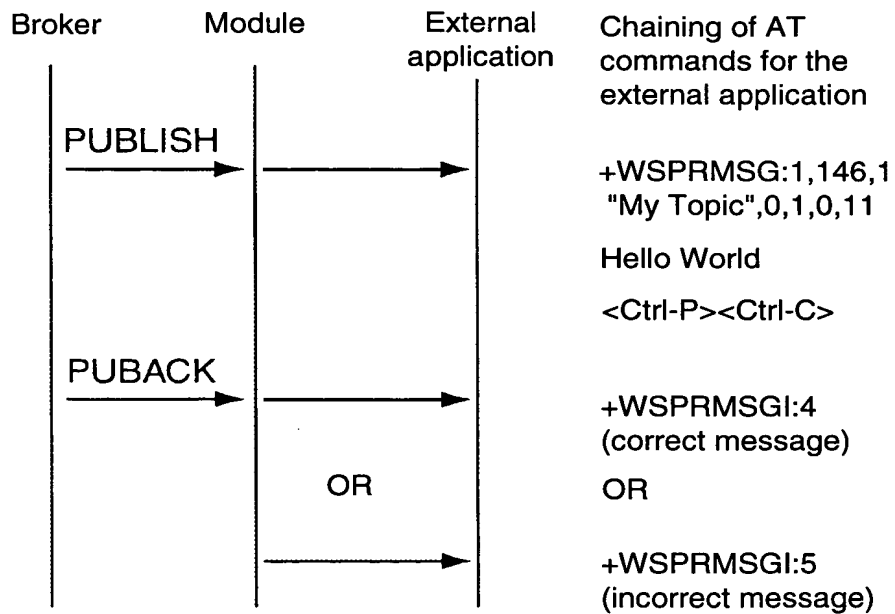 Broker
Module
External
application
Chaining of AT
commands for the
external application
PUBLISH
+WSPRMSG:1,146,1
"My Topic",0,1,0,11
Hello World
<Ctrl-P><Ctrl-C>
PUBACK
+WSPRMSGI:4
(correct message)
OR
OR
+WSPRMSGI:5
(incorrect message)